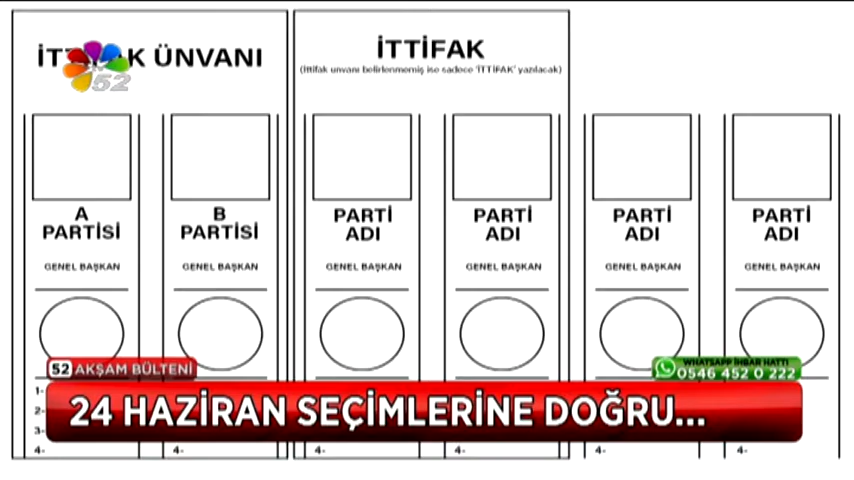 İTTİFAK ÜNVANI
52
İTTİFAK
(İttifak unvanı belirlenmemiş ise sadece 'İTTİFAK' yazılacak)
A
PARTİSİ
B
PARTİSİ
PARTİ
ADI
PARTİ
ADI
PARTİ
ADI
PARTİ
ADI
GENEL BAŞKAN
GENEL BAŞKAN
GENEL BAŞKAN
GENEL BAŞKAN
GENEL BAŞKAN
GENEL BAŞKAN
52 AKŞAM BÜLTENİ
WHATSAPP İHBAR HATTI
0546 452 0 222
1-
2-
3-
24 HAZİRAN SEÇİMLERİNE DOĞRU...
4-
4-
4-
4-
4-
4-